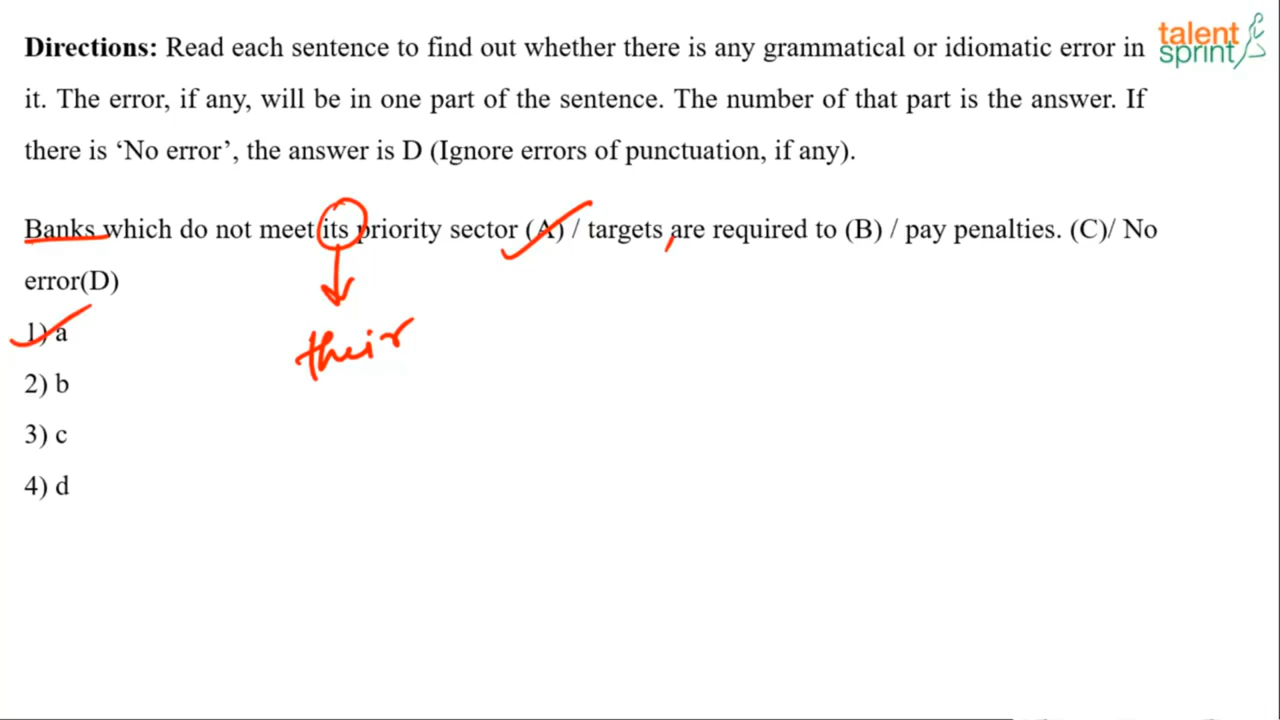 talent
sprint
Directions: Read each sentence to find out whether there is any grammatical or idiomatic error in
it. The error, if any, will be in one part of the sentence. The number of that part is the answer. If
there is ‘No error’, the answer is D (Ignore errors of punctuation, if any).
Banks which do not meet its priority sector (A) / targets, are required to (B) / pay penalties. (C)/ No
error(D)
their
1) a
2) b
3) c
4) d